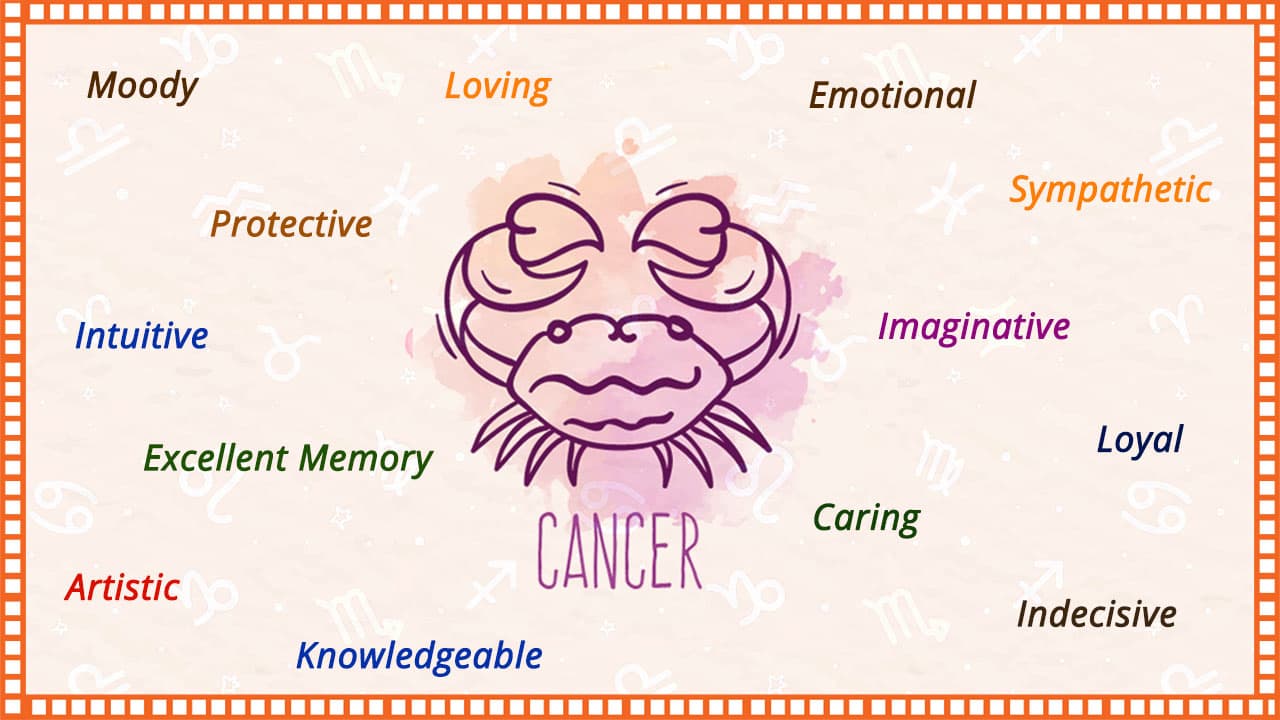 Moody
Loving
Emotional
Sympathetic
Protective
Intuitive
Imaginative
Loyal
Excellent Memory
Caring
CANCER
Artistic
Indecisive
Knowledgeable